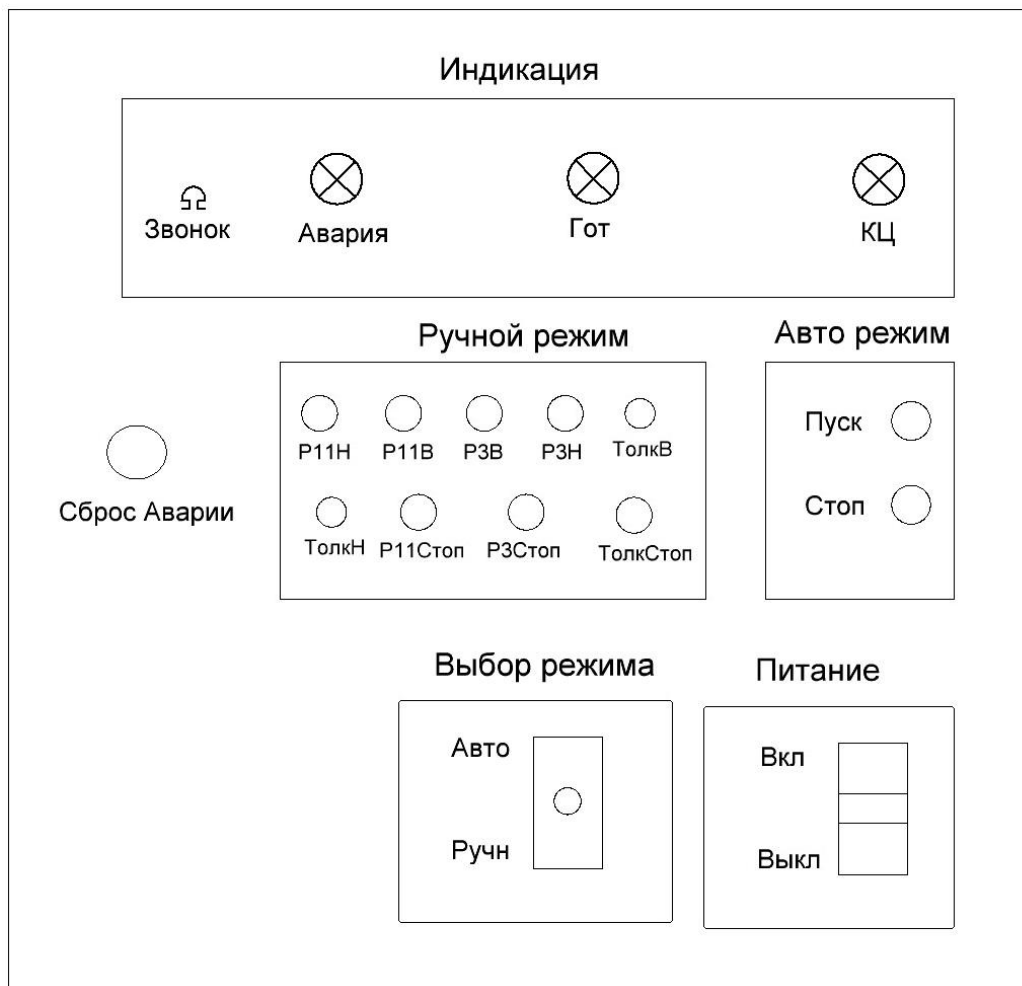 Индикация
Звонок
Авария
Гот
КЦ
Ручной режим
Авто режим
Р11Н
Р11В
Р3В
Р3Н
ТолкВ
Пуск
Сброс Аварии
ТолкН
Р11Стоп
Р3Стоп
ТолкСтоп
Стоп
Выбор режима
Питание
Авто
Ручн
Вкл
Выкл